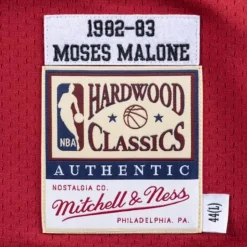 1982-83
MOSES MALONE
HARDWOOD
NBA
CLASSICS
AUTHENTIC
NOSTALGIA CO.
Mitchell & Ness
PHILADELPHIA, PA.
44(L)